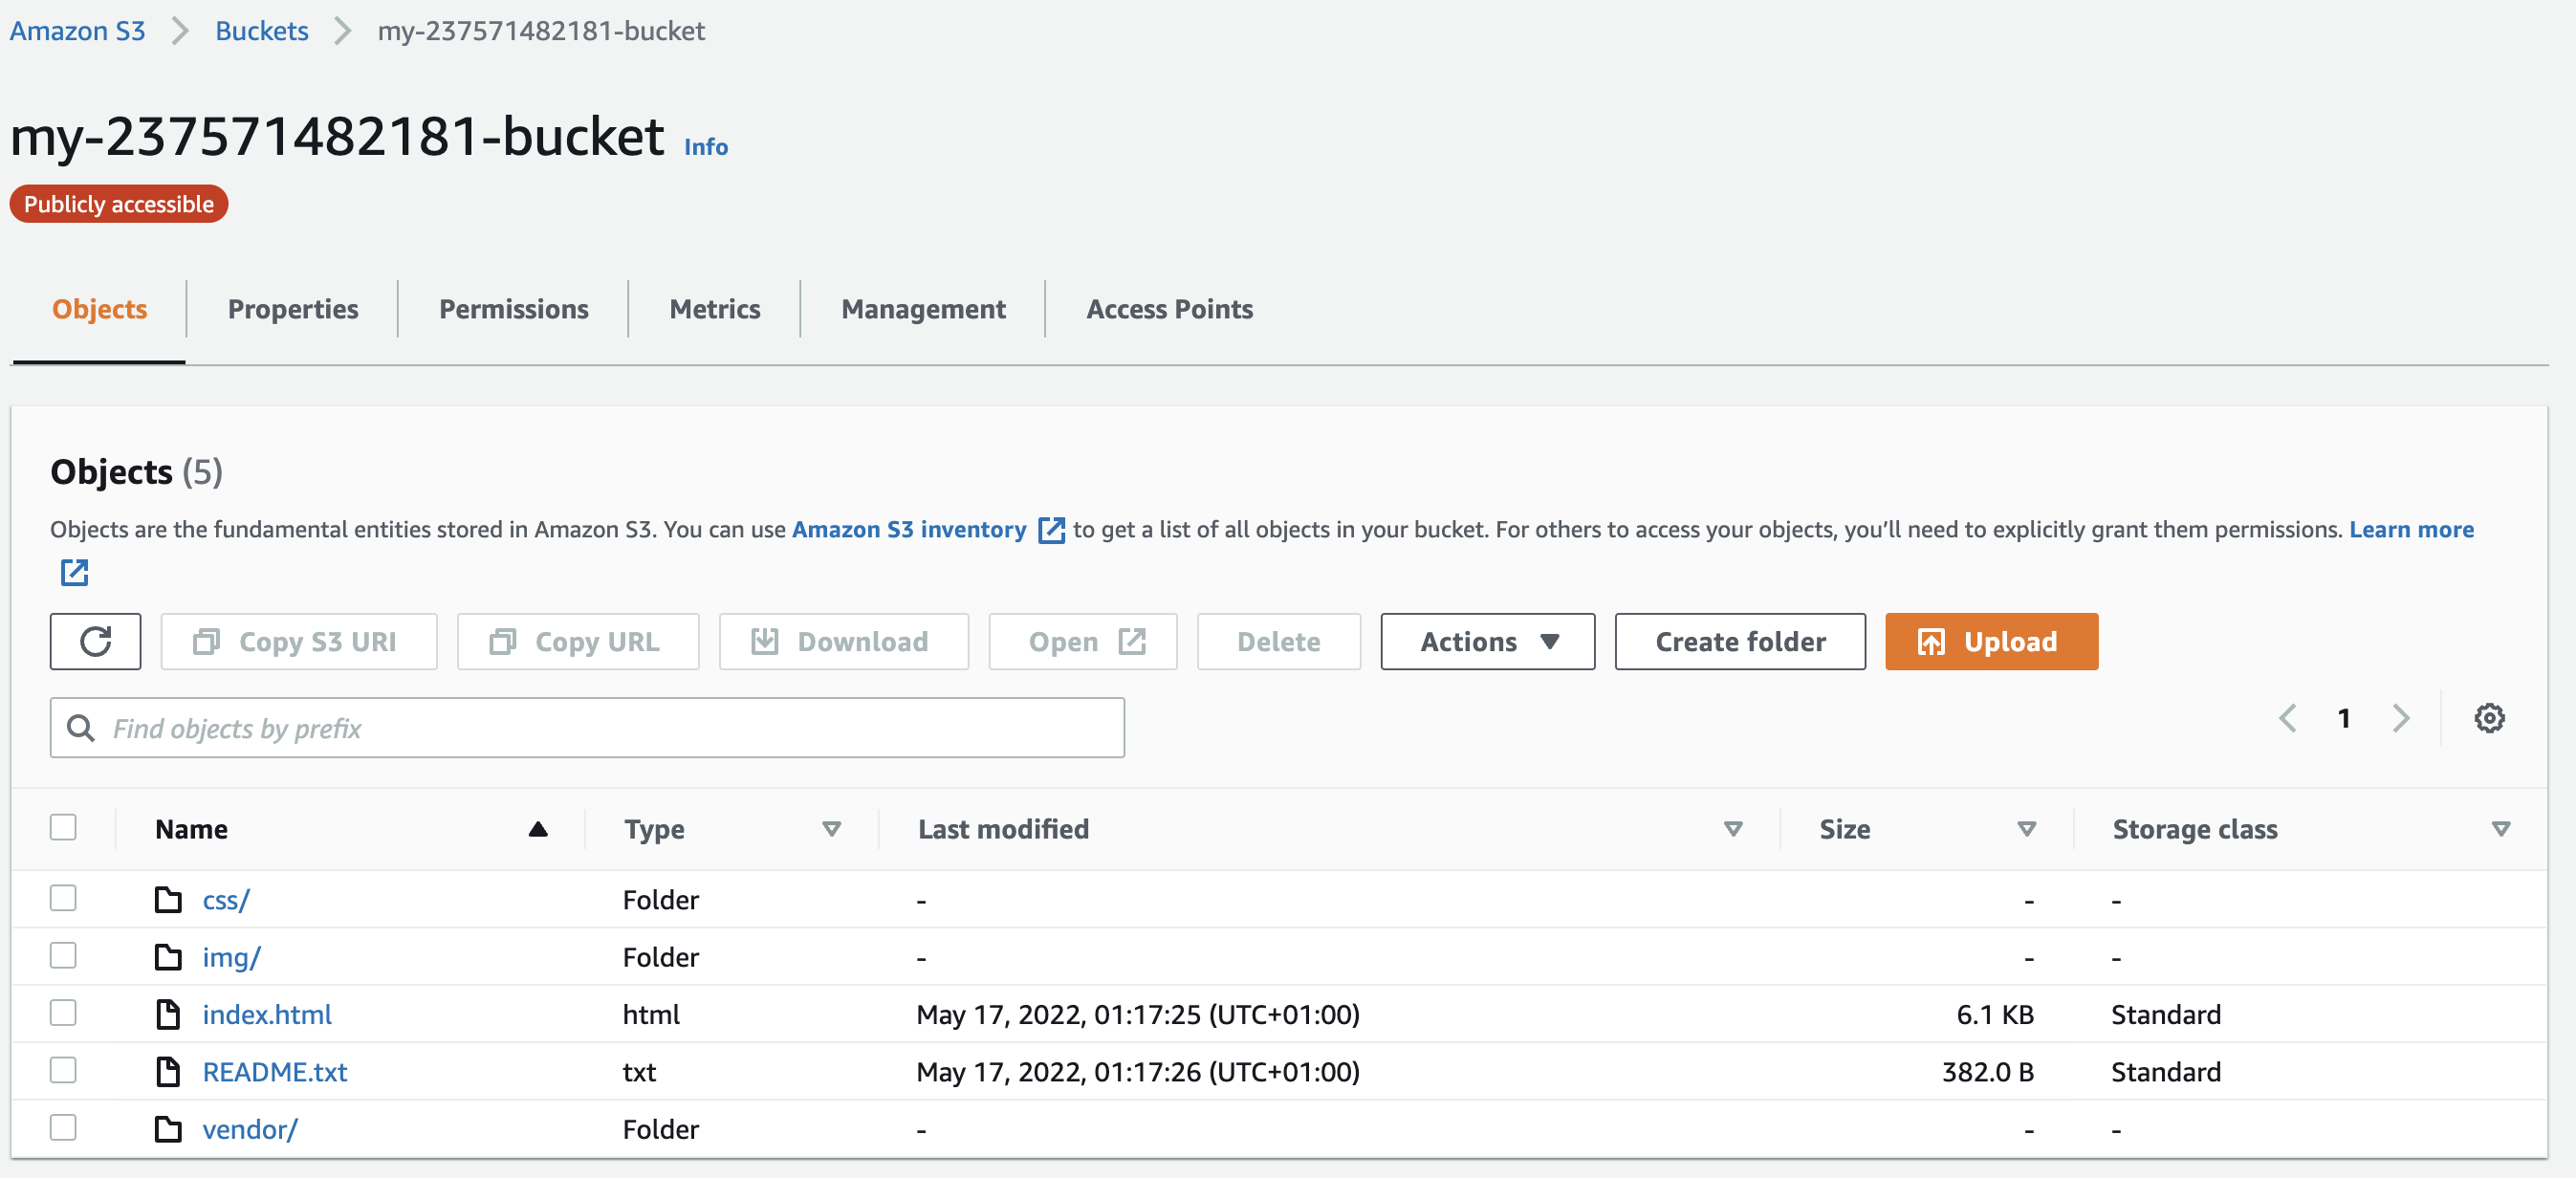 Amazon S3 > Buckets > my-237571482181-bucket
my-237571482181-bucket Info
Publicly accessible
Objects Properties Permissions Metrics Management Access Points
Objects (5)
Objects are the fundamental entities stored in Amazon S3. You can use Amazon S3 inventory to get a list of all objects in your bucket. For others to access your objects, you'll need to explicitly grant them permissions. Learn more
Copy S3 URI Copy URL Download Open Delete Actions Create folder Upload
Find objects by prefix 1
Name Type Last modified Size Storage class
css/ Folder - - -
img/ Folder - - -
index.html html May 17, 2022, 01:17:25 (UTC+01:00) 6.1 KB Standard
README.txt txt May 17, 2022, 01:17:26 (UTC+01:00) 382.0 B Standard
vendor/ Folder - - -